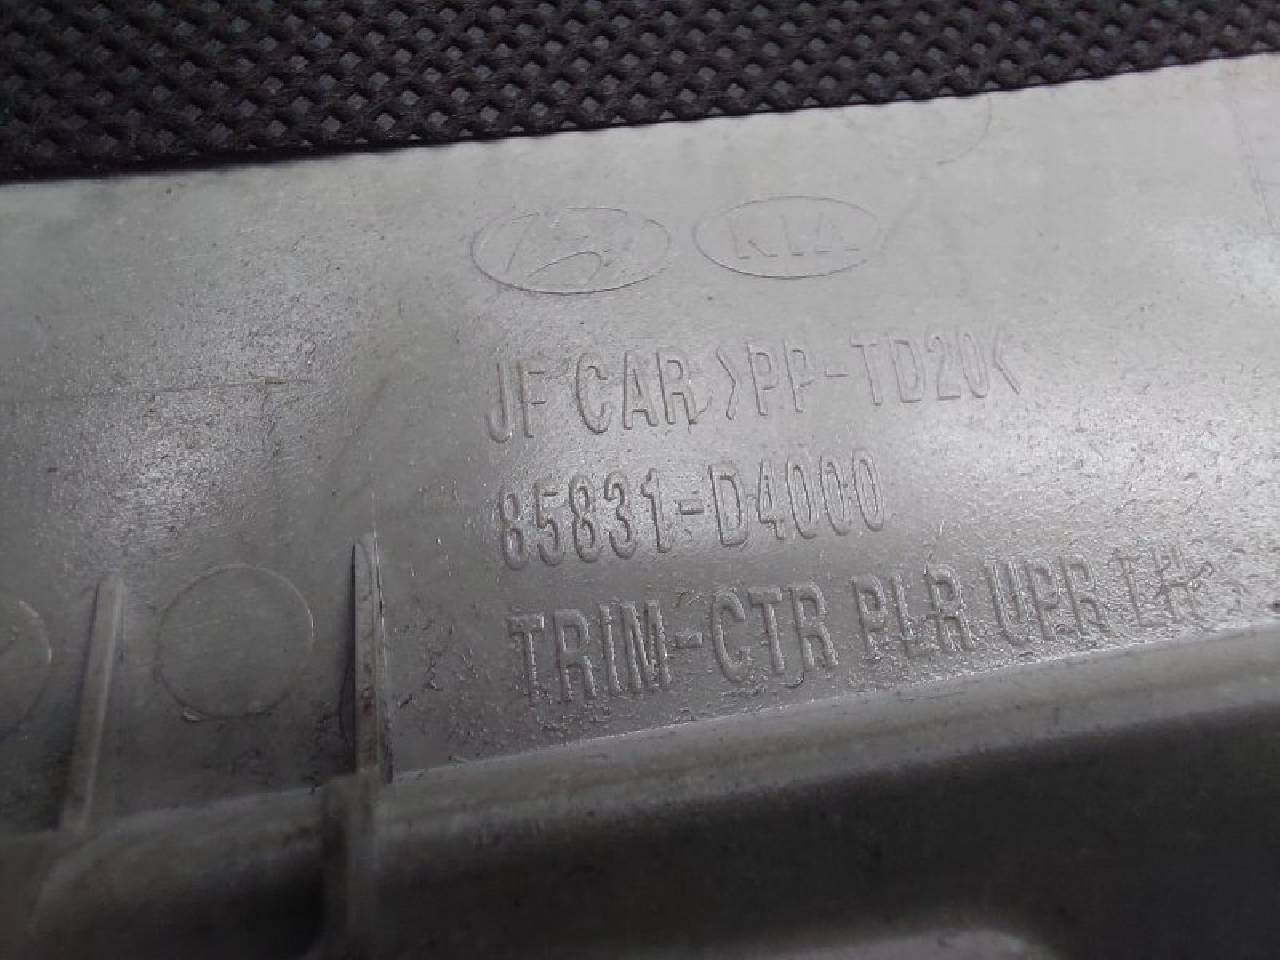 KIA
JF CAR >PP-TD20<
85831-D4000
TRIM-CTR PLR UPR LH